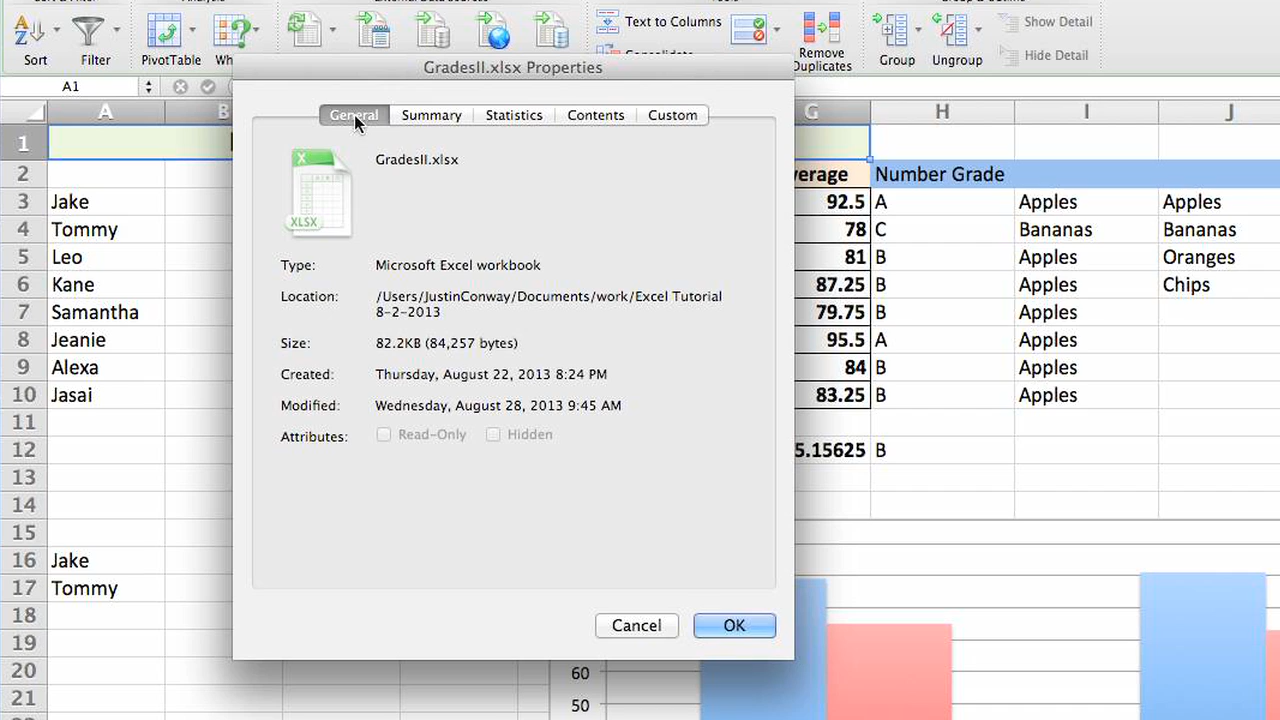 Text to Columns
Show Detail
Sort
Filter
PivotTable
Remove
Duplicates
Group
Ungroup
Hide Detail
GradesII.xlsx Properties
A1
General Summary Statistics Contents Custom
A G H I J
1
2 Number Grade
3 Jake 92.5 A Apples Apples
4 Tommy 78 C Bananas Bananas
5 Leo 81 B Apples Oranges
6 Kane 87.25 B Apples Chips
7 Samantha 79.75 B Apples
8 Jeanie 95.5 A Apples
9 Alexa 84 B Apples
10 Jasai 83.25 B Apples
11
12 5.15625 B
13
14
15
16 Jake
17 Tommy
18
19
20
21
GradesII.xlsx
XLSX
Type: Microsoft Excel workbook
Location: /Users/JustinConway/Documents/work/Excel Tutorial
8-2-2013
Size: 82.2KB (84,257 bytes)
Created: Thursday, August 22, 2013 8:24 PM
Modified: Wednesday, August 28, 2013 9:45 AM
Attributes: Read-Only Hidden
Cancel OK
60
50